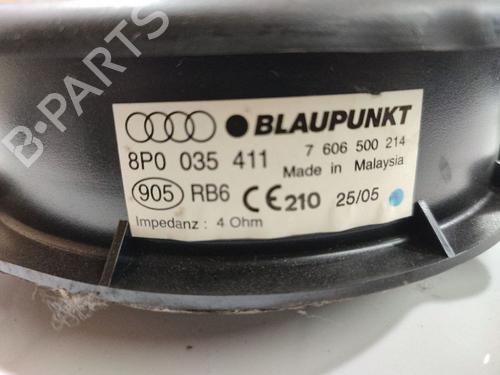 BLAUPUNKT
8P0 035 411 7 606 500 214
Made in Malaysia
905 RB6 CE210 25/05
Impedanz : 4 Ohm
B-PARTS